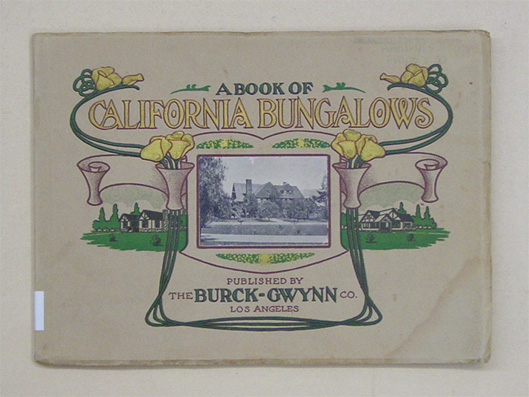 A BOOK OF
CALIFORNIA BUNGALOWS
PUBLISHED BY
THE BURCK-GWYNN CO.
LOS ANGELES